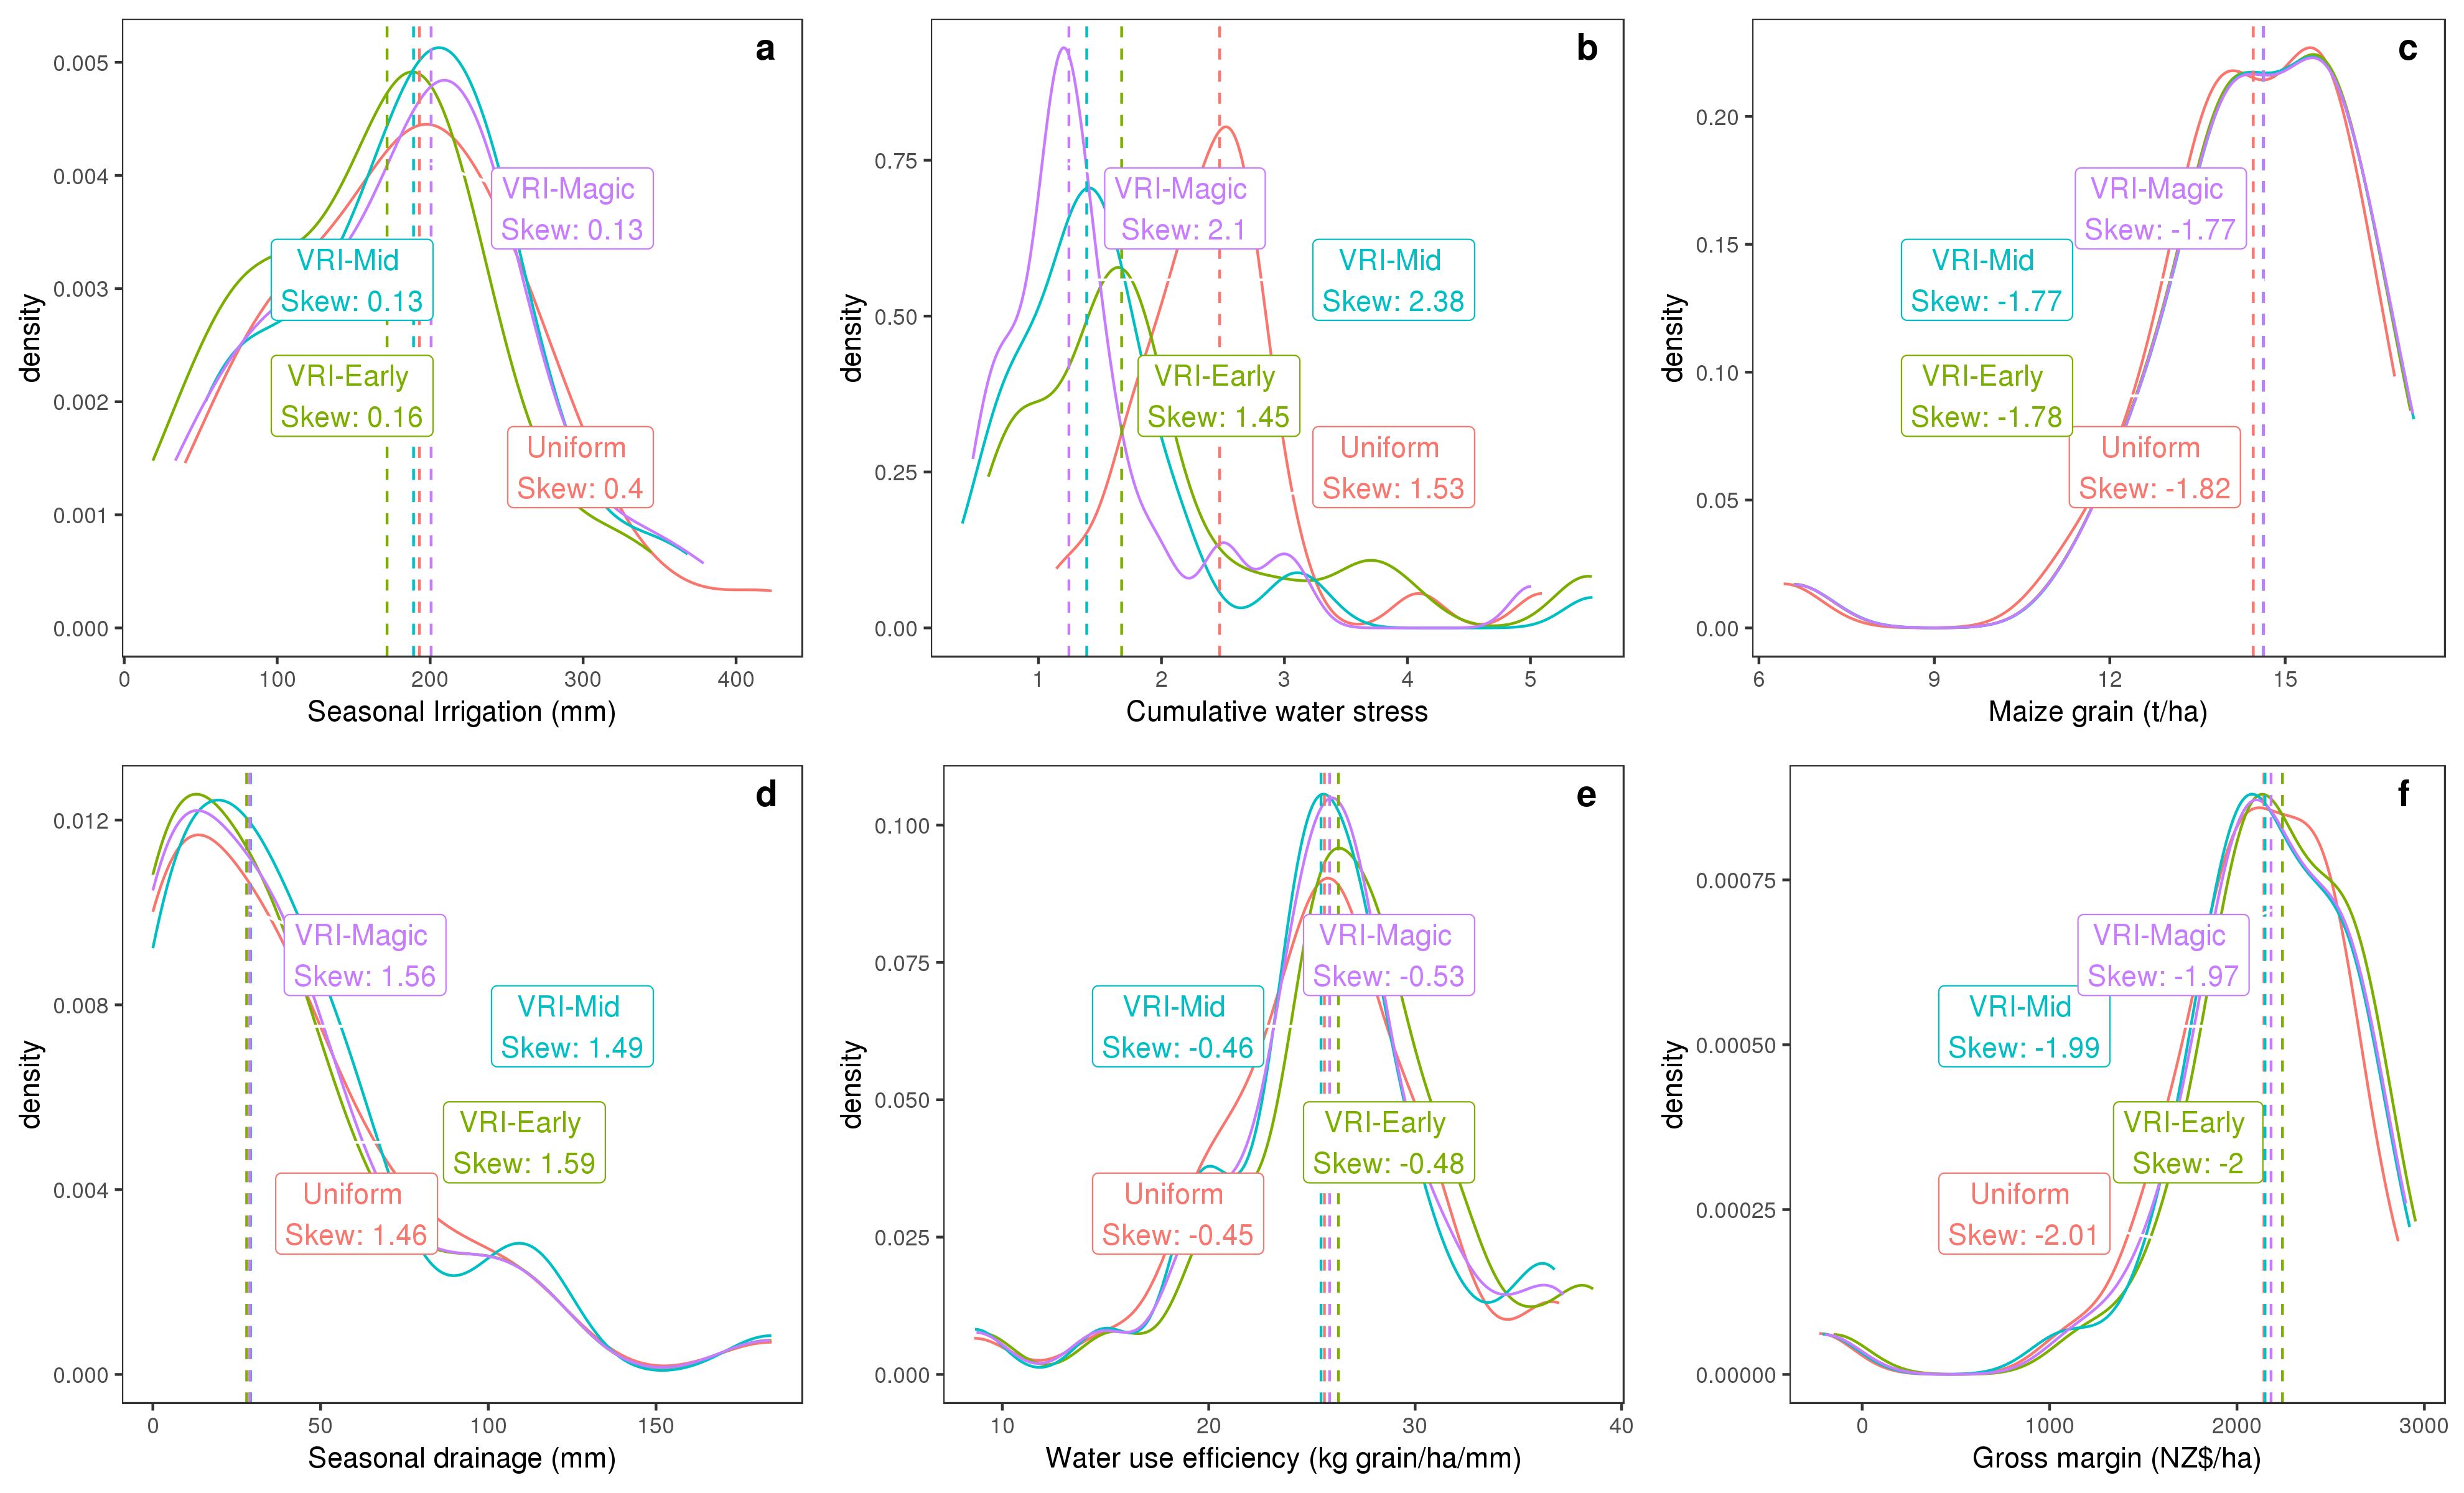 a
density
0.005
0.004
0.003
0.002
0.001
0.000
VRI-Magic
Skew: 0.13
VRI-Mid
Skew: 0.13
VRI-Early
Skew: 0.16
Uniform
Skew: 0.4
0 100 200 300 400
Seasonal Irrigation (mm)
b
density
0.75
0.50
0.25
0.00
VRI-Magic
Skew: 2.1
VRI-Mid
Skew: 2.38
VRI-Early
Skew: 1.45
Uniform
Skew: 1.53
1 2 3 4 5
Cumulative water stress
c
density
0.20
0.15
0.10
0.05
0.00
VRI-Magic
Skew: -1.77
VRI-Mid
Skew: -1.77
VRI-Early
Skew: -1.78
Uniform
Skew: -1.82
6 9 12 15
Maize grain (t/ha)
d
density
0.012
0.008
0.004
0.000
VRI-Magic
Skew: 1.56
VRI-Mid
Skew: 1.49
VRI-Early
Skew: 1.59
Uniform
Skew: 1.46
0 50 100 150
Seasonal drainage (mm)
e
density
0.100
0.075
0.050
0.025
0.000
VRI-Magic
Skew: -0.53
VRI-Mid
Skew: -0.46
VRI-Early
Skew: -0.48
Uniform
Skew: -0.45
10 20 30 40
Water use efficiency (kg grain/ha/mm)
f
density
0.00075
0.00050
0.00025
0.00000
VRI-Magic
Skew: -1.97
VRI-Mid
Skew: -1.99
VRI-Early
Skew: -2
Uniform
Skew: -2.01
0 1000 2000 3000
Gross margin (NZ$/ha)